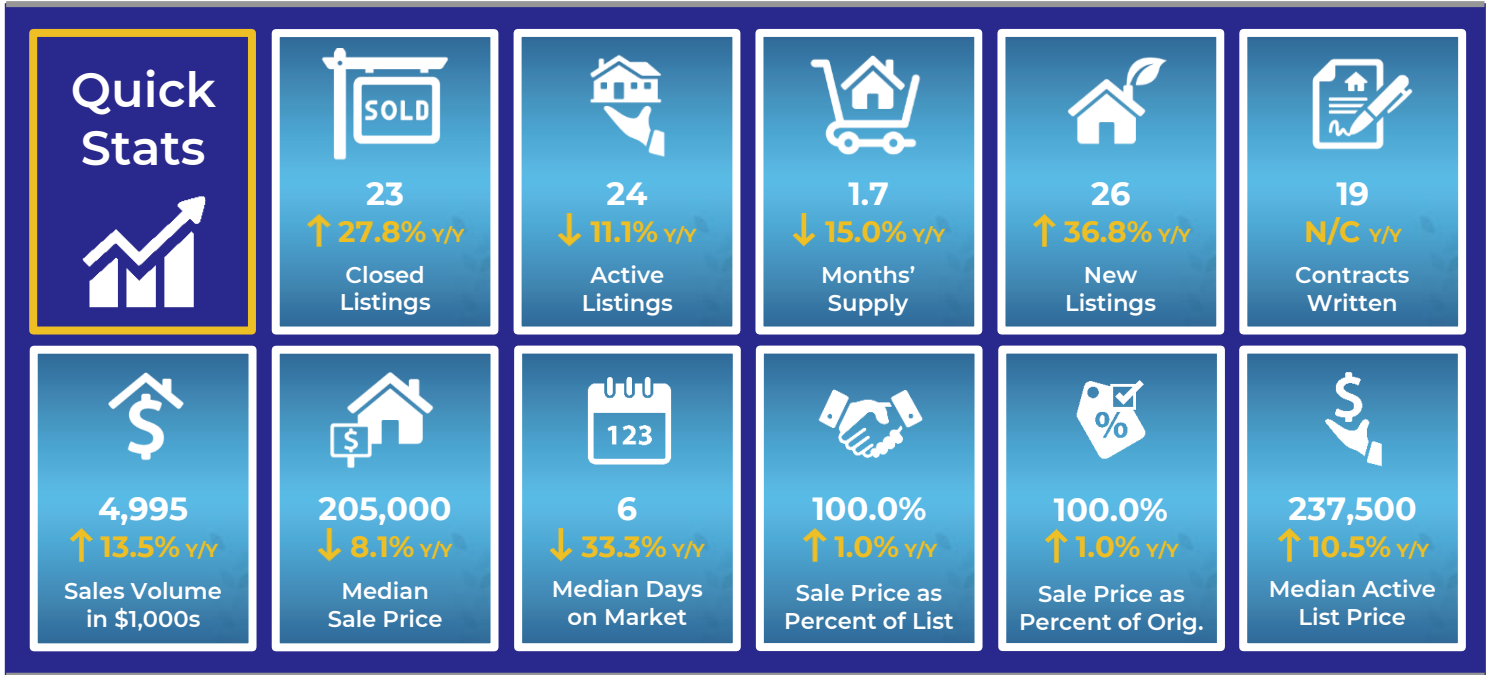 Quick
Stats
SOLD
23
↑ 27.8% Y/Y
Closed
Listings
24
↓ 11.1% Y/Y
Active
Listings
1.7
↓ 15.0% Y/Y
Months’
Supply
26
↑ 36.8% Y/Y
New
Listings
19
N/C Y/Y
Contracts
Written
$
4,995
↑ 13.5% Y/Y
Sales Volume
in $1,000s
$
205,000
↓ 8.1% Y/Y
Median
Sale Price
123
6
↓ 33.3% Y/Y
Median Days
on Market
100.0%
↑ 1.0% Y/Y
Sale Price as
Percent of List
%
100.0%
↑ 1.0% Y/Y
Sale Price as
Percent of Orig.
$
237,500
↑ 10.5% Y/Y
Median Active
List Price